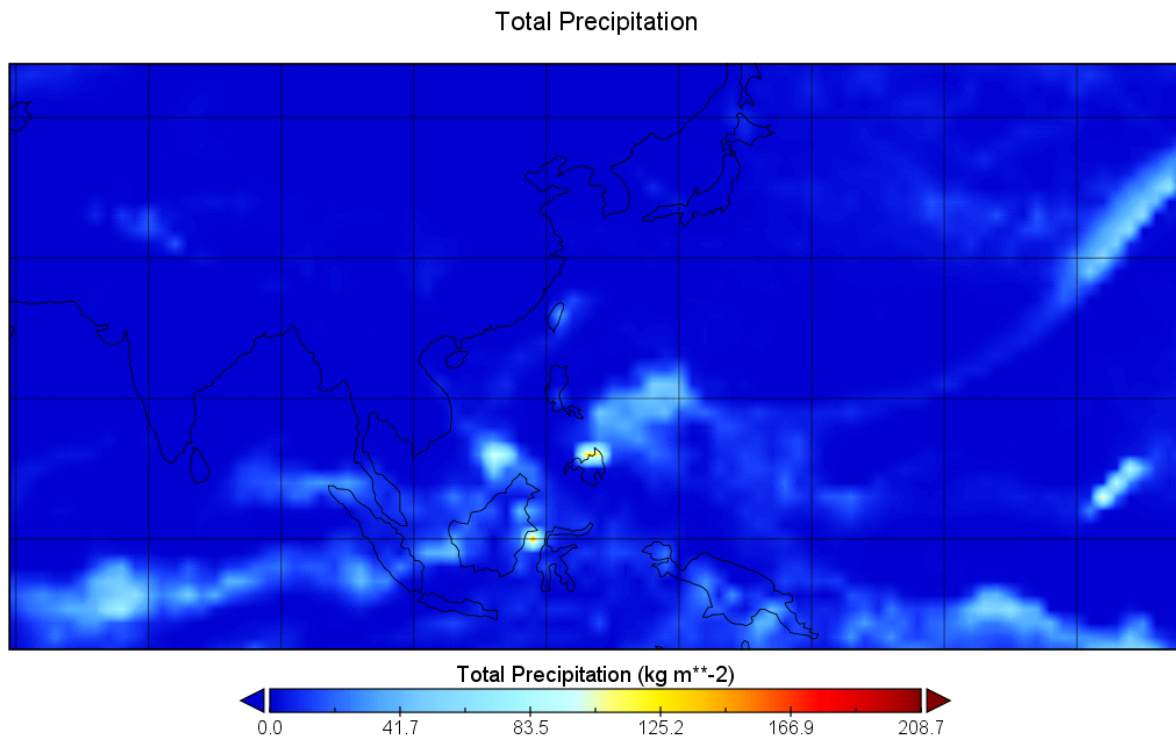 Total Precipitation
Total Precipitation (kg m**-2)
0.0 41.7 83.5 125.2 166.9 208.7